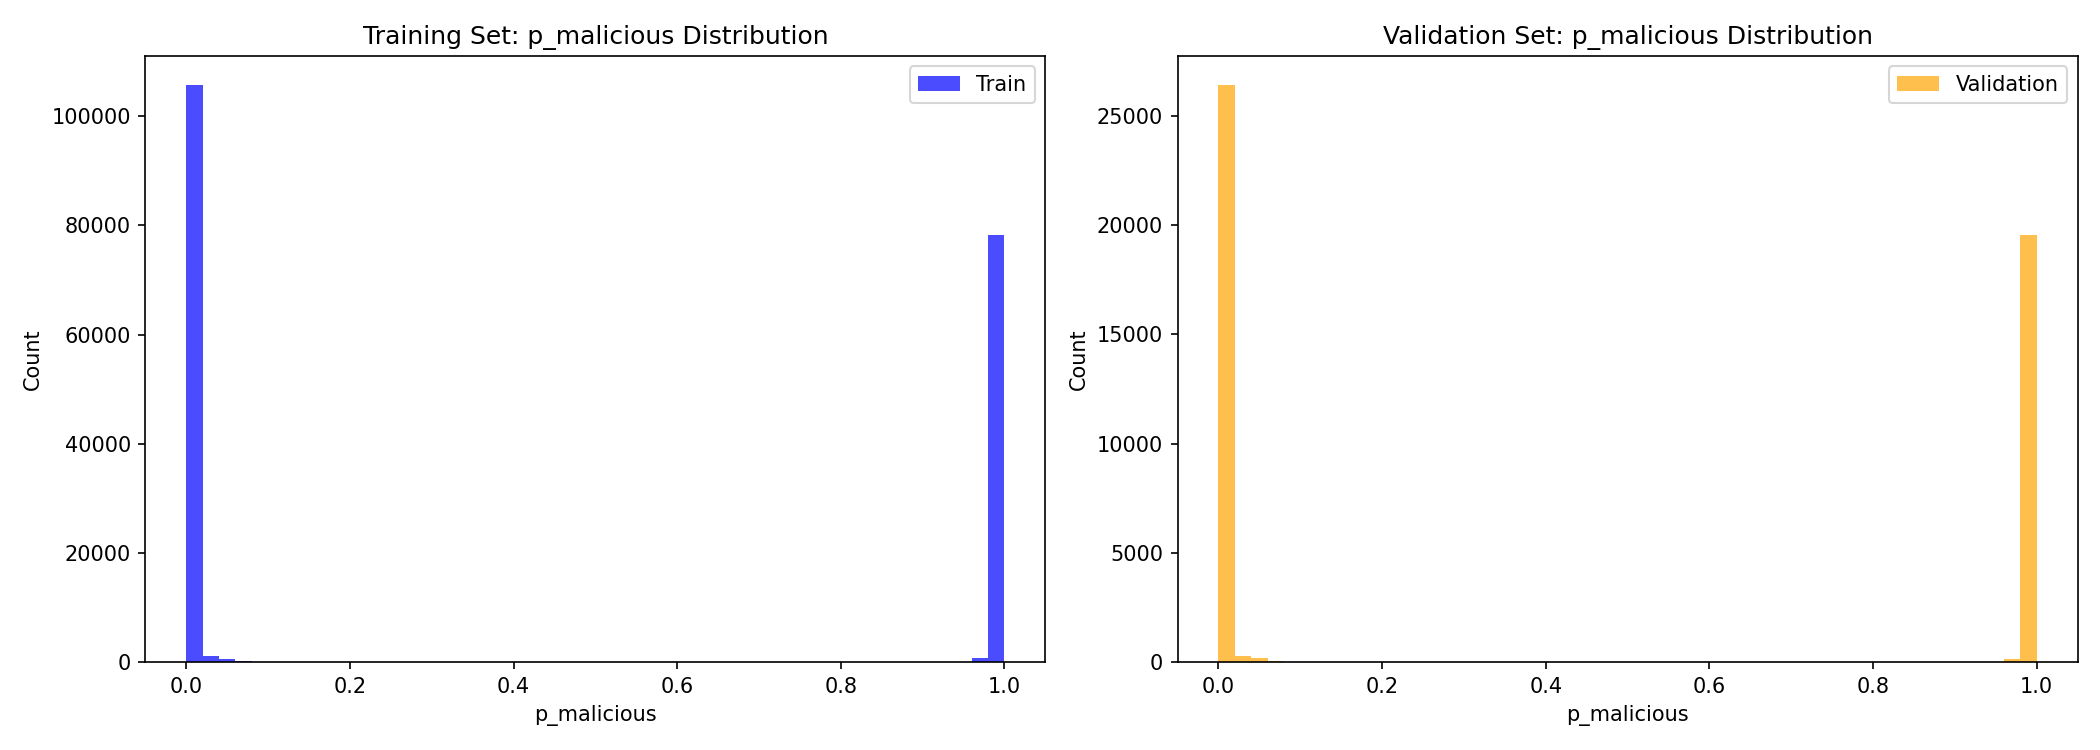 Training Set: p_malicious Distribution
Train
100000
80000
60000
40000
20000
0
Count
0.0 0.2 0.4 0.6 0.8 1.0
p_malicious
Validation Set: p_malicious Distribution
Validation
25000
20000
15000
10000
5000
0
Count
0.0 0.2 0.4 0.6 0.8 1.0
p_malicious